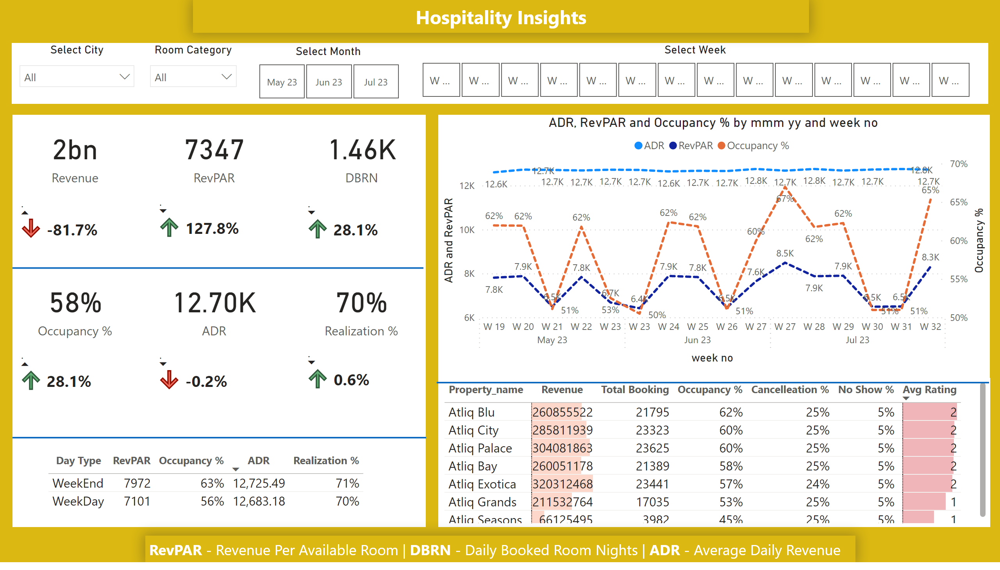 Hospitality Insights
Select City
Room Category
Select Month
Select Week
All
All
May 23
Jun 23
Jul 23
W ...
W ...
W ...
W ...
W ...
W ...
W ...
W ...
W ...
W ...
W ...
W ...
W ...
W ...
2bn
Revenue
7347
RevPAR
1.46K
DBRN
-81.7%
127.8%
28.1%
58%
Occupancy %
12.70K
ADR
70%
Realization %
28.1%
-0.2%
0.6%
Day Type RevPAR Occupancy % ADR Realization %
WeekEnd 7972 63% 12,725.49 71%
WeekDay 7101 56% 12,683.18 70%
ADR, RevPAR and Occupancy % by mmm yy and week no
ADR RevPAR Occupancy %
ADR and RevPAR
12K
10K
8K
6K
Occupancy %
70%
65%
60%
55%
50%
12.6K 12.7K 12.7K 12.7K 12.7K 12.7K 12.6K 12.7K 12.7K 12.8K 12.7K 12.8K 12.7K 12.7K 12.8K 12.7K
62% 62% 51% 62% 53% 50% 62% 62% 51% 60% 67% 62% 62% 51% 51% 65%
7.8K 7.9K 6.5K 7.8K 6.7K 6.4K 7.9K 7.8K 6.5K 7.6K 8.5K 7.9K 7.9K 6.5K 6.5K 8.3K
W 19 W 20 W 21 W 22 W 23 W 23 W 24 W 25 W 26 W 27 W 27 W 28 W 29 W 30 W 31 W 32
May 23 Jun 23 Jul 23
week no
Property_name Revenue Total Booking Occupancy % Cancelleation % No Show % Avg Rating
Atliq Blu 260855522 21795 62% 25% 5% 2
Atliq City 285811939 23323 60% 25% 5% 2
Atliq Palace 304081863 23625 60% 25% 5% 2
Atliq Bay 260051178 21389 58% 25% 5% 2
Atliq Exotica 320312468 23441 57% 24% 5% 2
Atliq Grands 211532764 17035 53% 25% 5% 1
Atliq Seasons 66125495 3982 45% 25% 5% 1
RevPAR - Revenue Per Available Room | DBRN - Daily Booked Room Nights | ADR - Average Daily Revenue